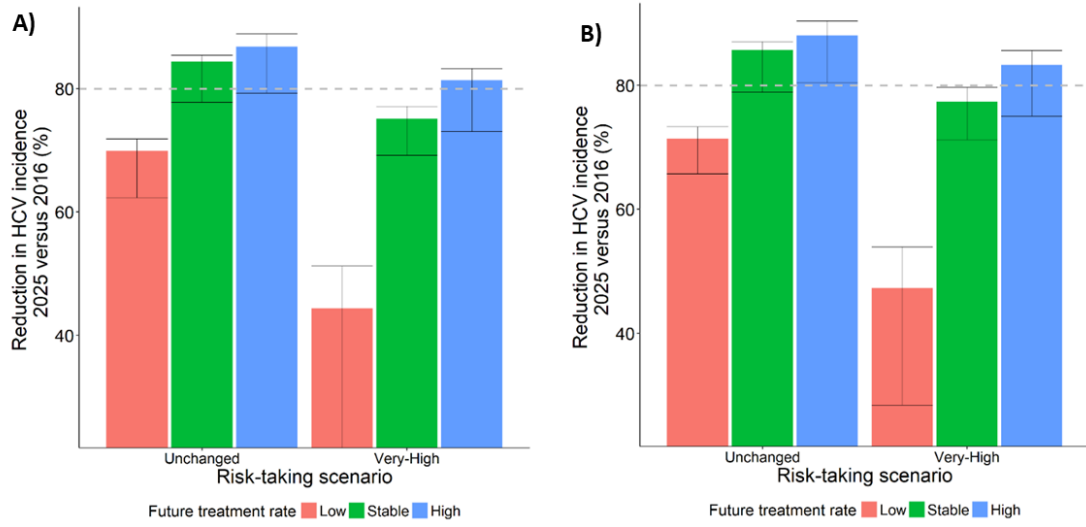 A)
Reduction in HCV incidence
2025 versus 2016 (%)
80
60
40
Unchanged
Very-High
Risk-taking scenario
Future treatment rate Low Stable High
B)
Reduction in HCV incidence
2025 versus 2016 (%)
80
60
40
Unchanged
Very-High
Risk-taking scenario
Future treatment rate Low Stable High